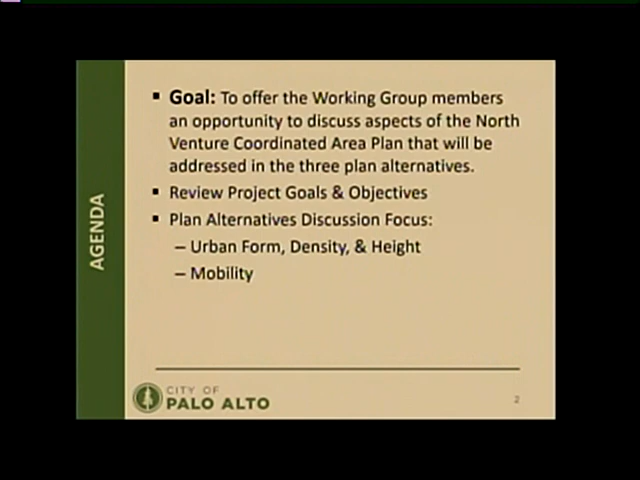 AGENDA
▪ Goal: To offer the Working Group members
an opportunity to discuss aspects of the North
Venture Coordinated Area Plan that will be
addressed in the three plan alternatives.
▪ Review Project Goals & Objectives
▪ Plan Alternatives Discussion Focus:
– Urban Form, Density, & Height
– Mobility
CITY OF
PALO ALTO
2